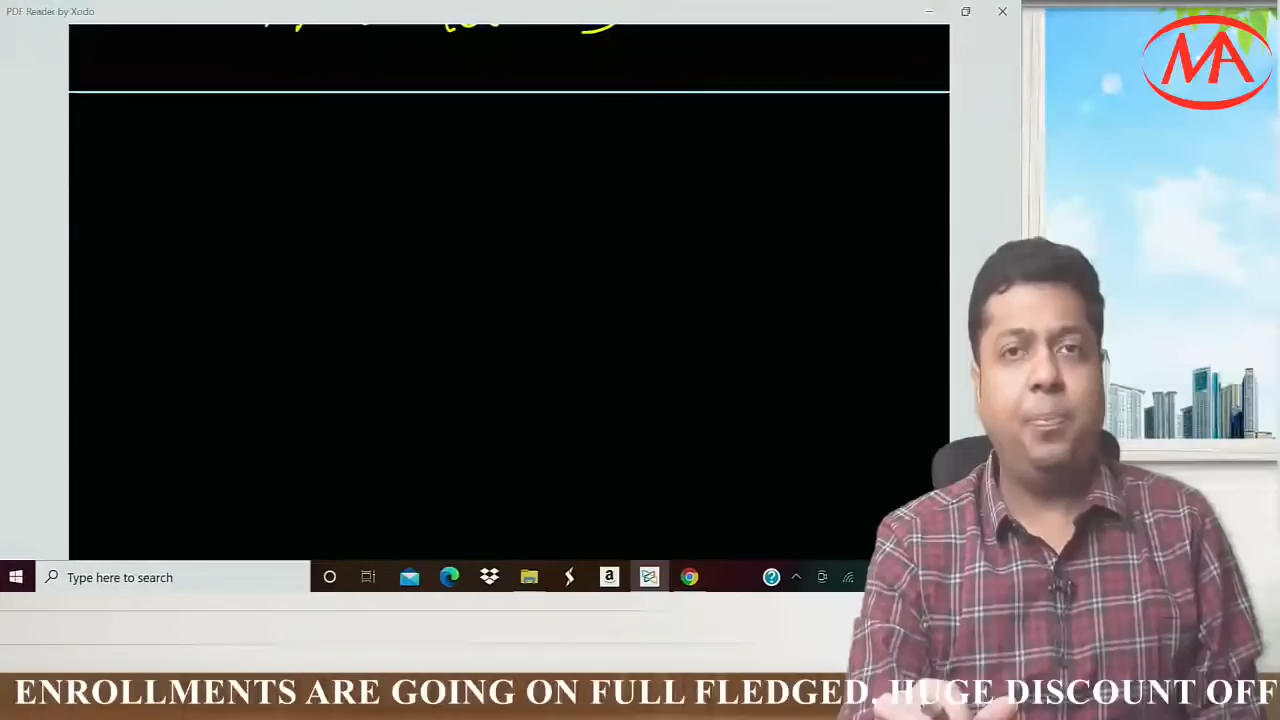 PDF Reader by Xodo
MA
Type here to search
a
?
ENROLLMENTS ARE GOING ON FULL FLEDGED. HUGE DISCOUNT OFF